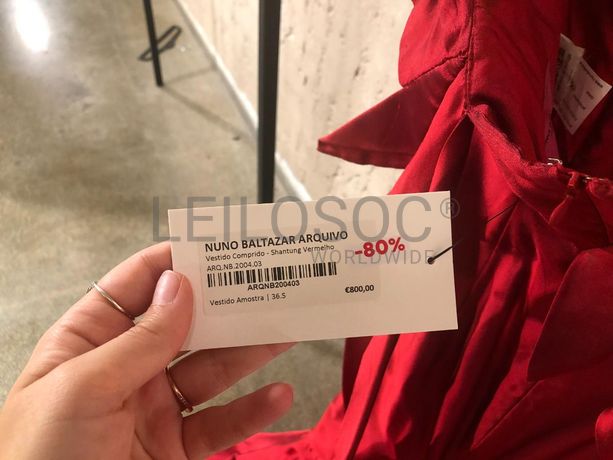 LEILOSOC®
WORLDWIDE
NUNO BALTAZAR ARQUIVO
Vestido Comprido - Shantung Vermelho
ARQ.NB.2004.03
-80%
ARQNB200403
Vestido Amostra | 36.S
€800,00